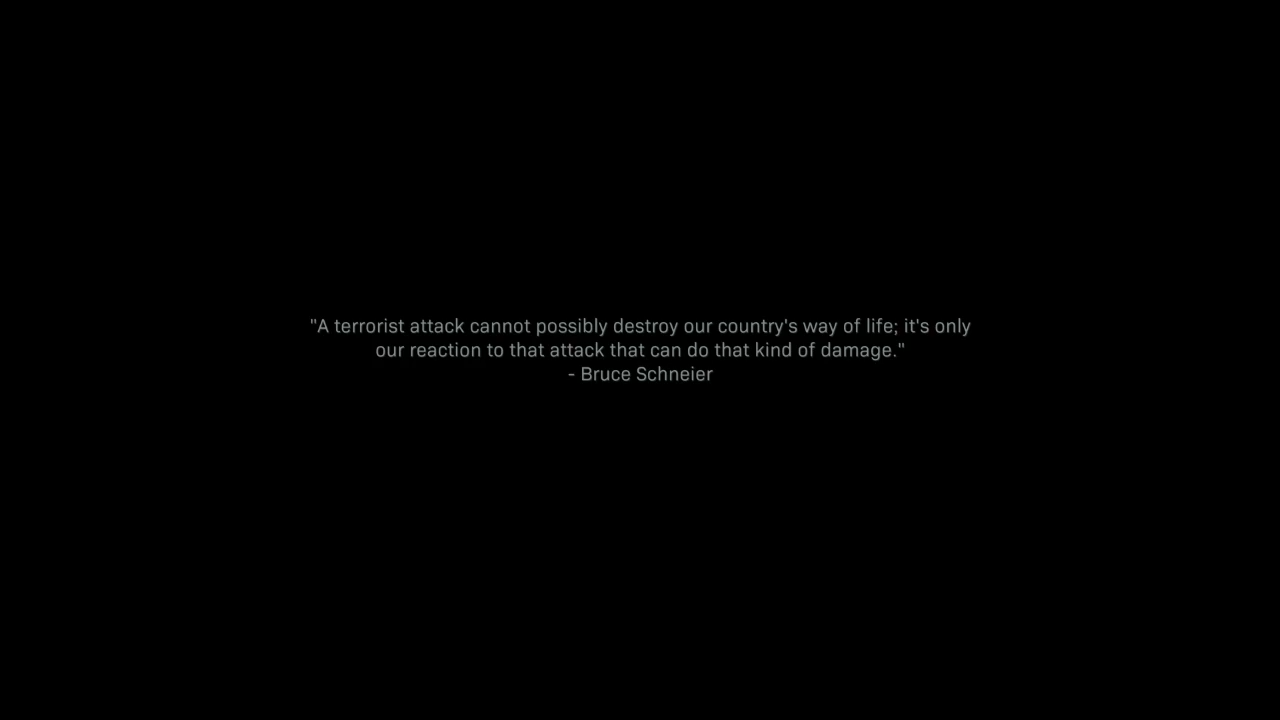 "A terrorist attack cannot possibly destroy our country's way of life; it's only
our reaction to that attack that can do that kind of damage."
- Bruce Schneier